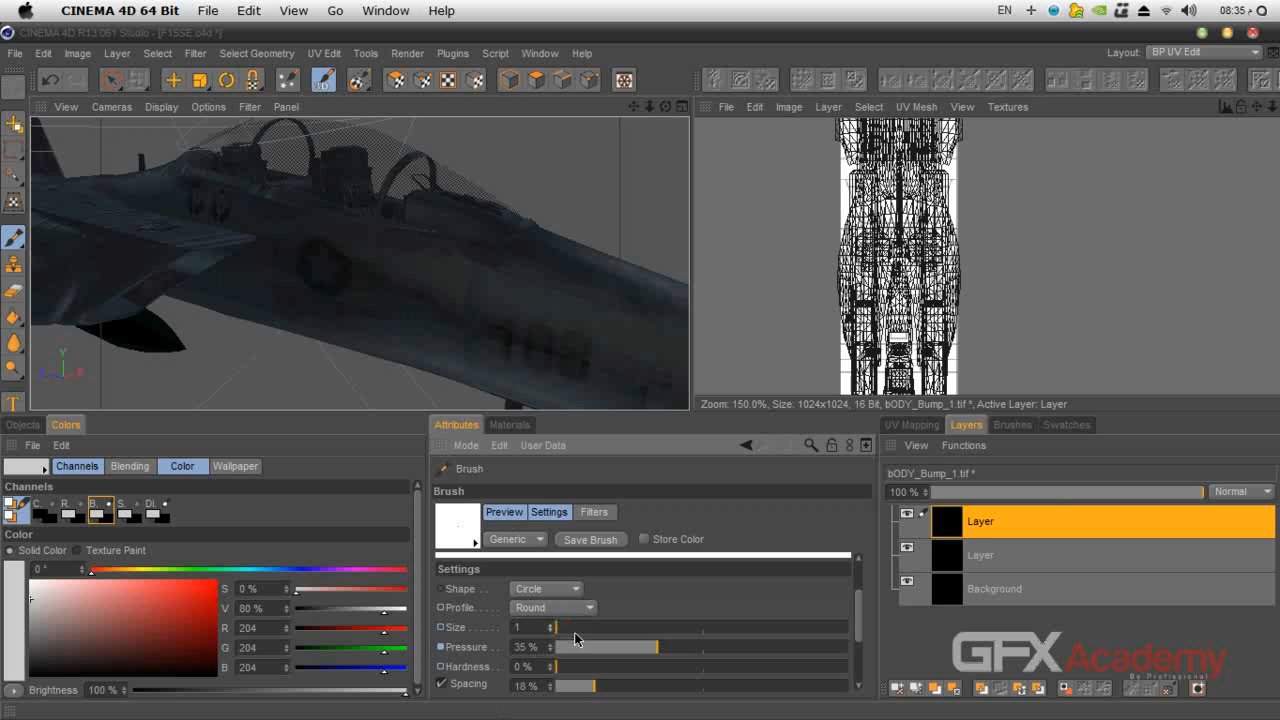 CINEMA 4D 64 Bit File Edit View Go Window Help EN 08:35 م
CINEMA 4D R13.061 Studio - [F15SE.c4d *]
File Edit Image Layer Select Filter Select Geometry UV Edit Tools Render Plugins Script Window Help Layout: BP UV Edit
3D
View Cameras Display Options Filter Panel
File Edit Image Layer Select UV Mesh View Textures
Y
Zoom: 150.0%, Size: 1024x1024, 16 Bit, bODY_Bump_1.tif *, Active Layer: Layer
Objects Colors
Attributes Materials
UV Mapping Layers Brushes Swatches
File Edit
Mode Edit User Data
View Functions
Channels Blending Color Wallpaper
Brush
bODY_Bump_1.tif *
Channels
Brush
100 % Normal
C. R. B. S. DI.
Preview Settings Filters
Layer
Color
Generic Save Brush Store Color
Solid Color Texture Paint
Layer
0 °
Settings
S 0 %
Shape Circle
Background
V 80 %
Profile Round
R 204
Size 1
G 204
Pressure 35 %
B 204
Hardness 0 %
Brightness 100 %
Spacing 18 %
GFX Academy
Be Profissional